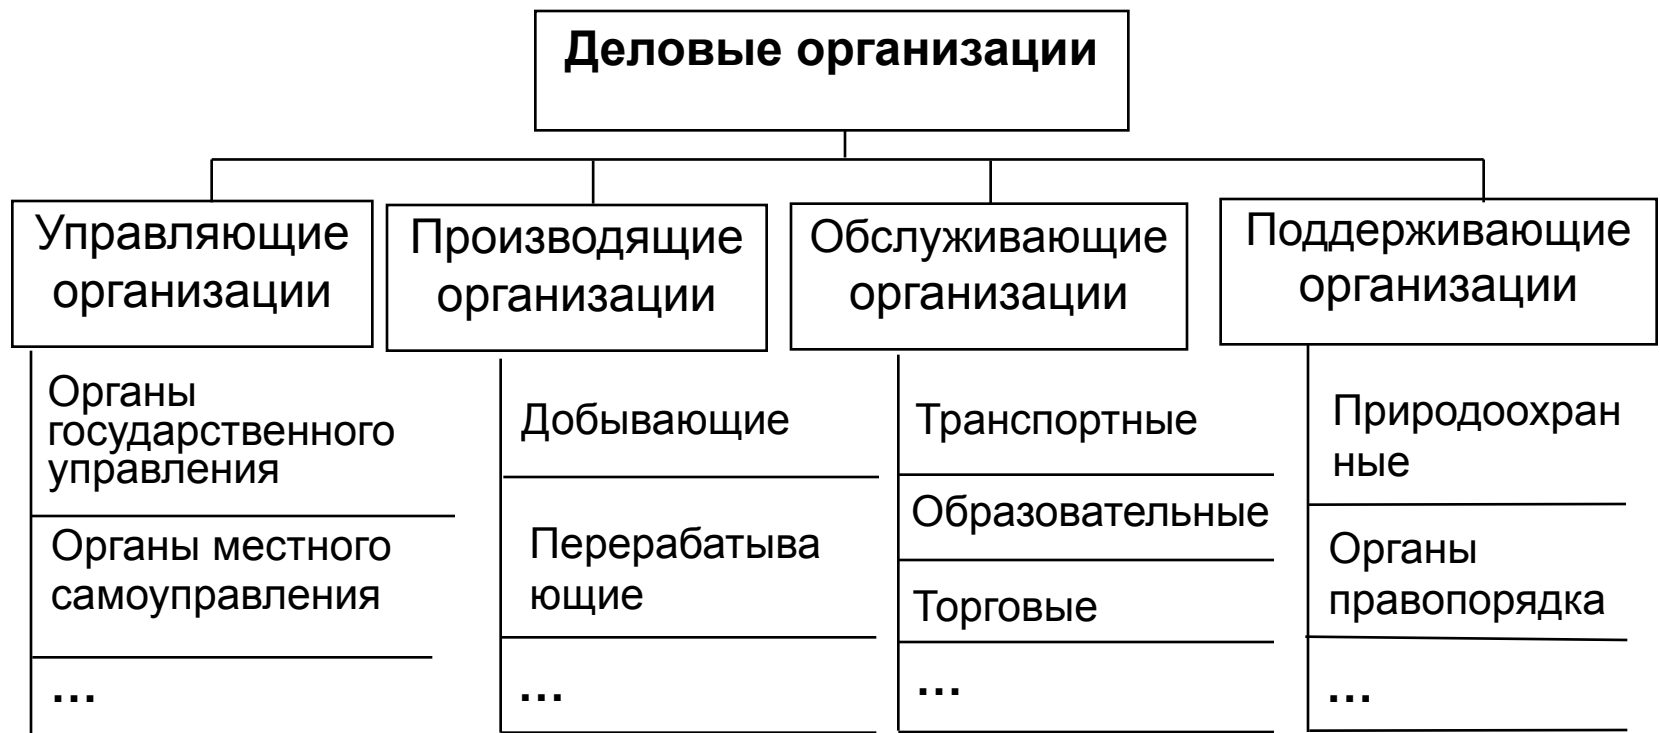 Деловые организации
Управляющие
организации
Производящие
организации
Обслуживающие
организации
Поддерживающие
организации
Органы
государственного
управления
Органы местного
самоуправления
...
Добывающие
Перерабатыва
ющие
...
Транспортные
Образовательные
Торговые
...
Природоохран
ные
Органы
правопорядка
...